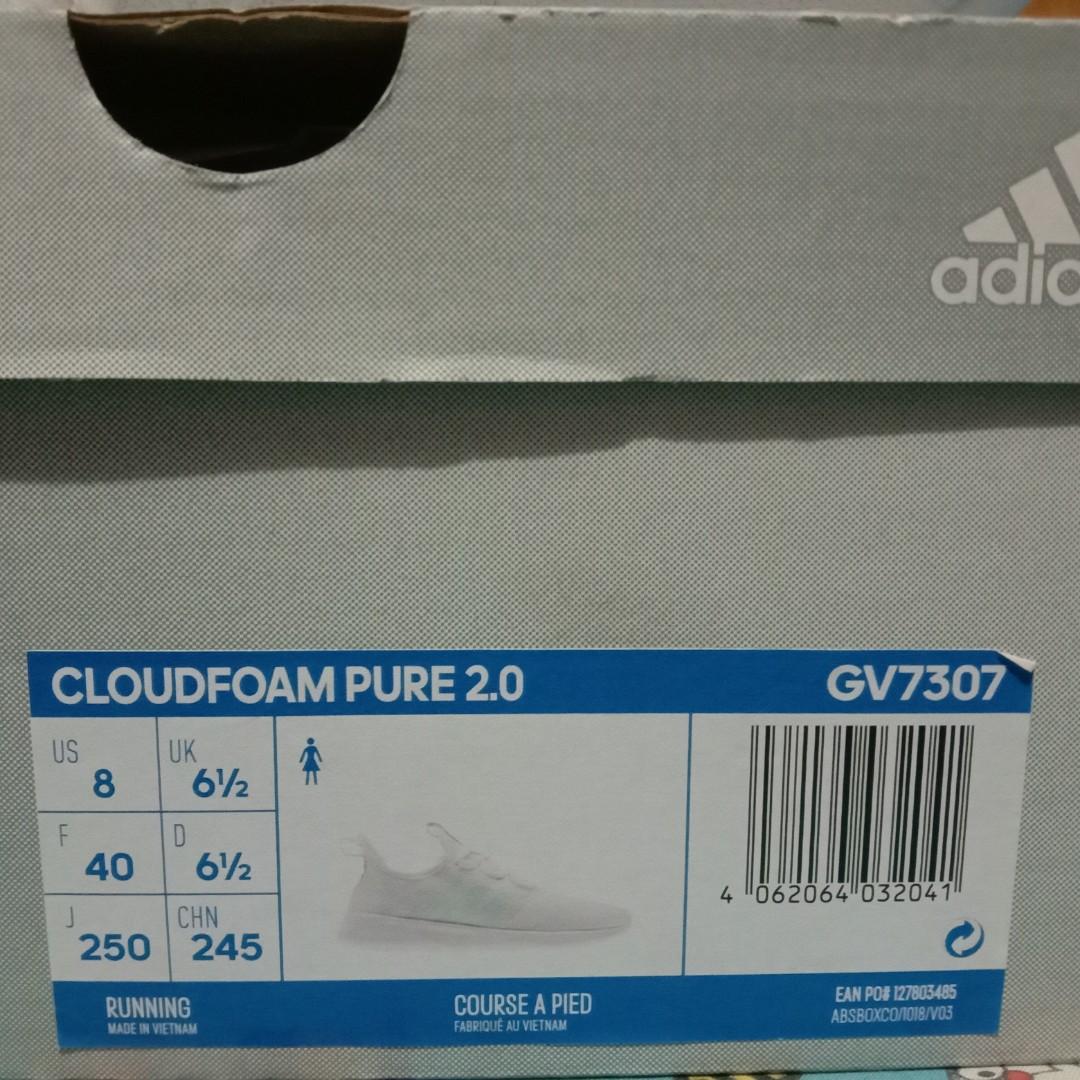 adidas
CLOUDFOAM PURE 2.0 GV7307
US 8 UK 6½
F 40 D 6½
J 250 CHN 245
4 062064 032041
RUNNING
MADE IN VIETNAM
COURSE A PIED
FABRIQUÉ AU VIETNAM
EAN PO# 127803485
ABSBOXCO/1018/V03